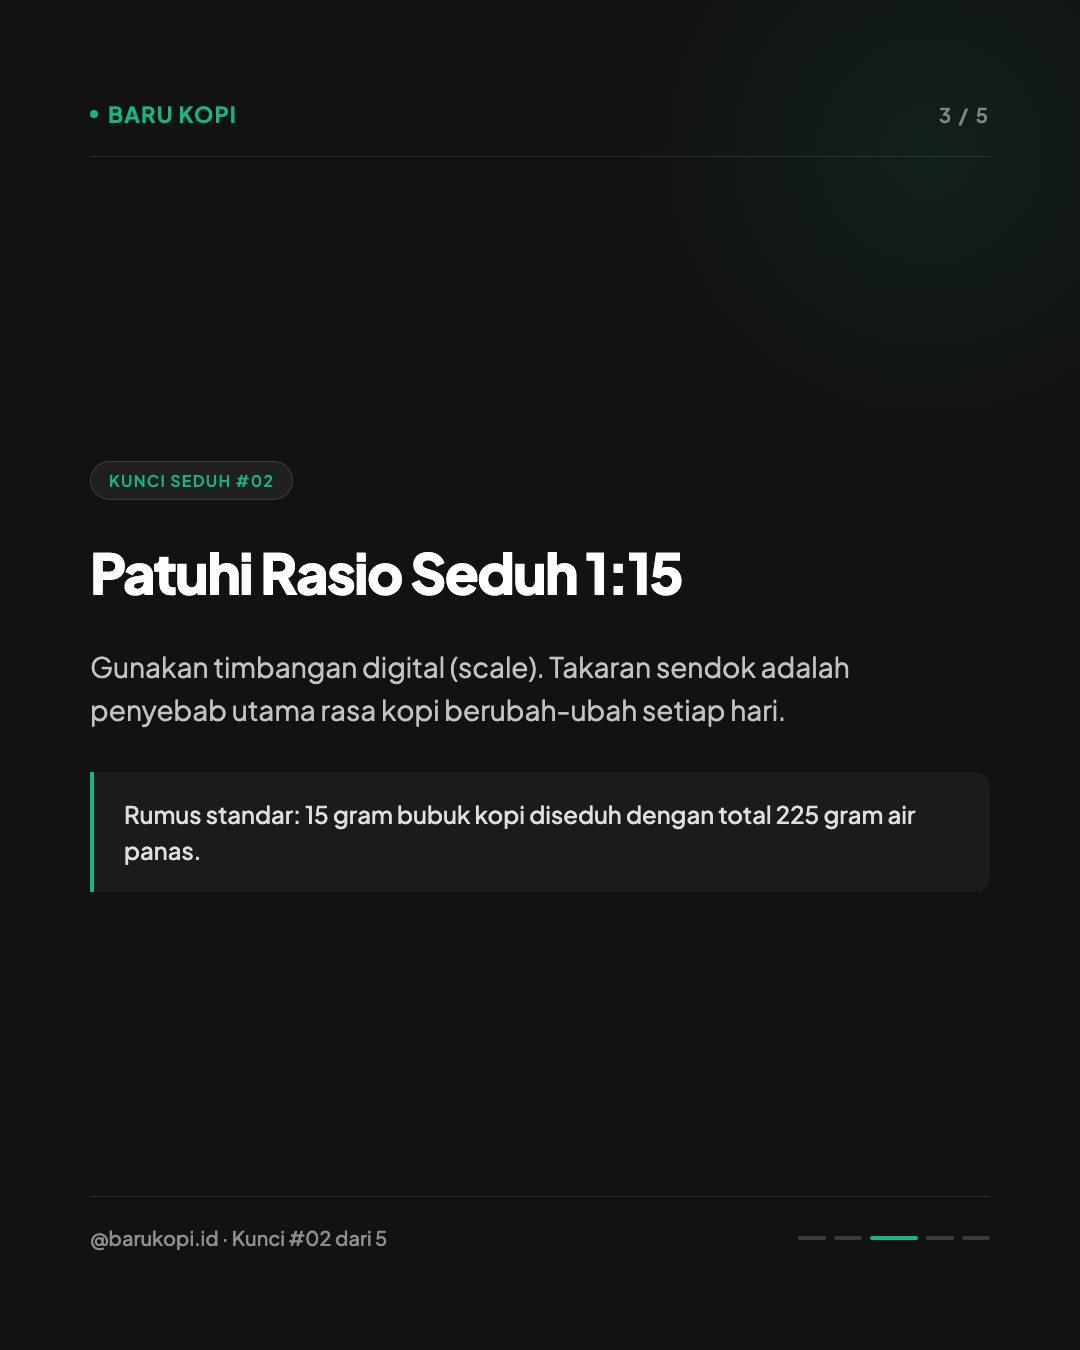 BARU KOPI
3 / 5
KUNCI SEDUH #02
Patuhi Rasio Seduh 1:15
Gunakan timbangan digital (scale). Takaran sendok adalah
penyebab utama rasa kopi berubah-ubah setiap hari.
Rumus standar: 15 gram bubuk kopi diseduh dengan total 225 gram air
panas.
@barukopi.id · Kunci #02 dari 5